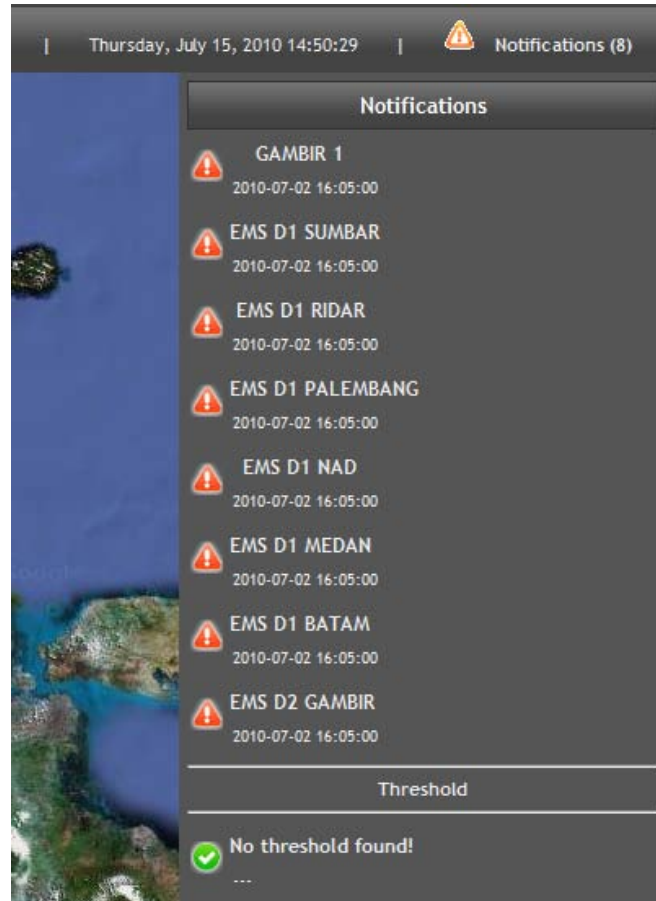 | Thursday, July 15, 2010 14:50:29 | Notifications (8)
Notifications
GAMBIR 1
2010-07-02 16:05:00
EMS D1 SUMBAR
2010-07-02 16:05:00
EMS D1 RIDAR
2010-07-02 16:05:00
EMS D1 PALEMBANG
2010-07-02 16:05:00
EMS D1 NAD
2010-07-02 16:05:00
EMS D1 MEDAN
2010-07-02 16:05:00
EMS D1 BATAM
2010-07-02 16:05:00
EMS D2 GAMBIR
2010-07-02 16:05:00
Threshold
No threshold found!
---